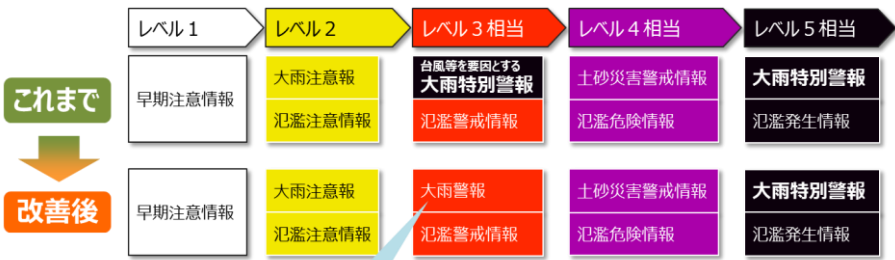 レベル1
レベル2
レベル3相当
レベル4相当
レベル5相当
これまで
早期注意情報
大雨注意報
氾濫注意情報
台風等を要因とする
大雨特別警報
氾濫警戒情報
土砂災害警戒情報
氾濫危険情報
大雨特別警報
氾濫発生情報
改善後
早期注意情報
大雨注意報
氾濫注意情報
大雨警報
氾濫警戒情報
土砂災害警戒情報
氾濫危険情報
大雨特別警報
氾濫発生情報